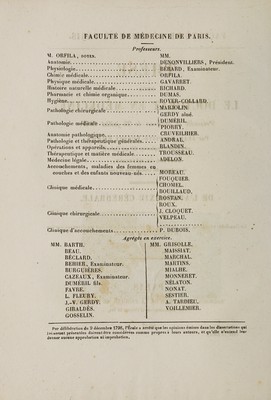 FACULTÉ DE MÉDECINE DE PARIS.
Professeurs.
M. ORFILA, DOYEN. MM.
Anatomie. DENONVILLIERS, Président.
Physiologie. BÉRARD, Examinateur.
Chimie médicale. ORFILA.
Physique médicale. GAVARRET.
Histoire naturelle médicale RICHARD.
Pharmacie et chimie organique. DUMAS.
Hygiène. ROYER-COLLARD.
Pathologie chirurgicale MARJOLIN
GERDY aîné.
Pathologie médicale DUMÉRIL.
PIORRY.
Anatomie pathologique. CRUVEILHIER.
Pathologie et thérapeutique générales. ANDRAL.
Opérations et appareils. BLANDIN.
Thérapeutique et matière médicale TROUSSEAU.
Médecine légale. ADELON.
Accouchements, maladies des femmes en
couches et des enfants nouveau-nés. MOREAU.
Clinique médicale FOUQUIER.
CHOMEL.
BOUILLAUD,
ROSTAN.
Clinique chirurgicale ROUX.
J. CLOQUET.
VELPEAU.
Clinique d'accouchements. P. DUBOIS.
Agrégés en exercice.
MM. BARTH. MM. GRISOLLE.
BEAU. MAISSIAT.
BÉCLARD. MARCHAL.
BEHIER, Examinateur. MARTINS.
BURGUIÈRES. MIALHE.
CAZEAUX, Examinateur. MONNERET.
DUMÉRIL fils. NÉLATON.
FAVRE. NONAT.
L. FLEURY. SESTIER.
J.-V. GERDY. A. TARDIEU.
GIRALDÈS. VOILLEMIER.
GOSSELIN.
Par délibération du 9 décembre 1798, l'École a arrêté que les opinions émises dans les dissertations qui
lui seront présentées doivent être considérées comme propres à leurs auteurs, et qu'elle n'entend leur
donner aucune approbation ni improbation.